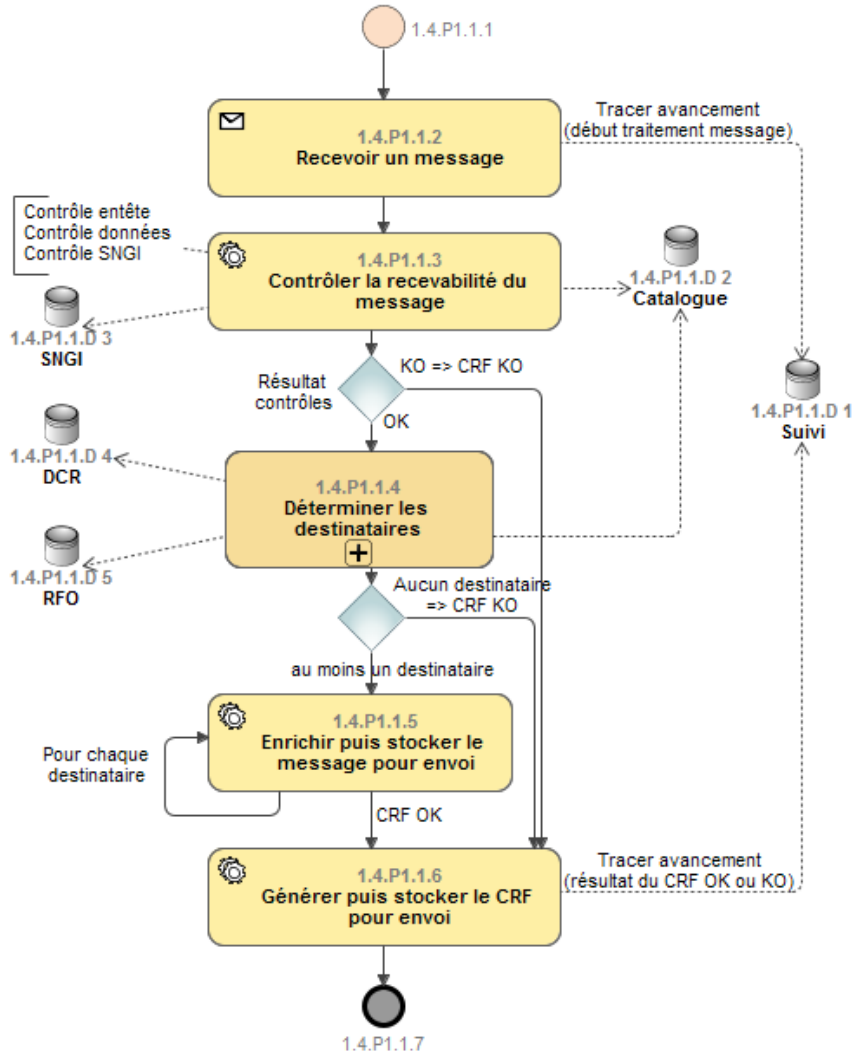 1.4.P1.1.1
1.4.P1.1.2
Recevoir un message
Tracer avancement
(début traitement message)
Contrôle entête
Contrôle données
Contrôle SNGI
1.4.P1.1.3
Contrôler la recevabilité du
message
1.4.P1.1.D 2
Catalogue
1.4.P1.1.D 3
SNGI
Résultat
contrôles
KO => CRF KO
OK
1.4.P1.1.D 1
Suivi
1.4.P1.1.D 4
DCR
1.4.P1.1.4
Déterminer les
destinataires
1.4.P1.1.D 5
RFO
Aucun destinataire
=> CRF KO
au moins un destinataire
1.4.P1.1.5
Enrichir puis stocker le
message pour envoi
Pour chaque
destinataire
CRF OK
1.4.P1.1.6
Générer puis stocker le CRF
pour envoi
Tracer avancement
(résultat du CRF OK ou KO)
1.4.P1.1.7